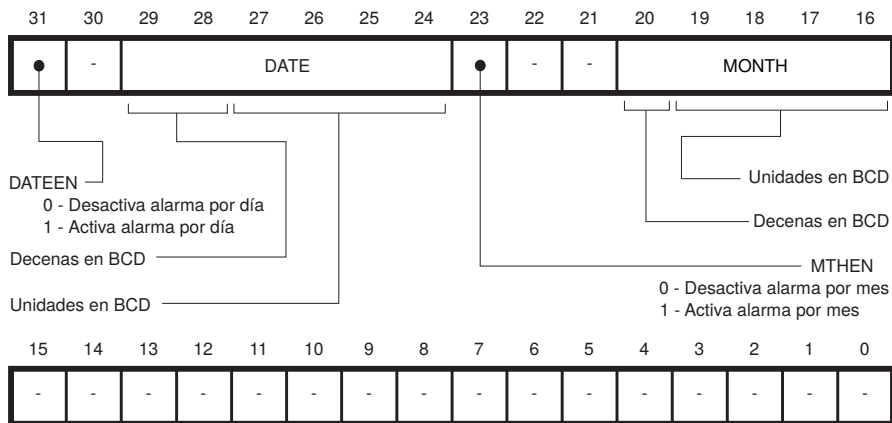 31 30 29 28 27 26 25 24 23 22 21 20 19 18 17 16
- DATE - - MONTH
DATEEN
0 - Desactiva alarma por día
1 - Activa alarma por día
Decenas en BCD
Unidades en BCD
Unidades en BCD
Decenas en BCD
MTHEN
0 - Desactiva alarma por mes
1 - Activa alarma por mes
15 14 13 12 11 10 9 8 7 6 5 4 3 2 1 0
- - - - - - - - - - - - - - - -